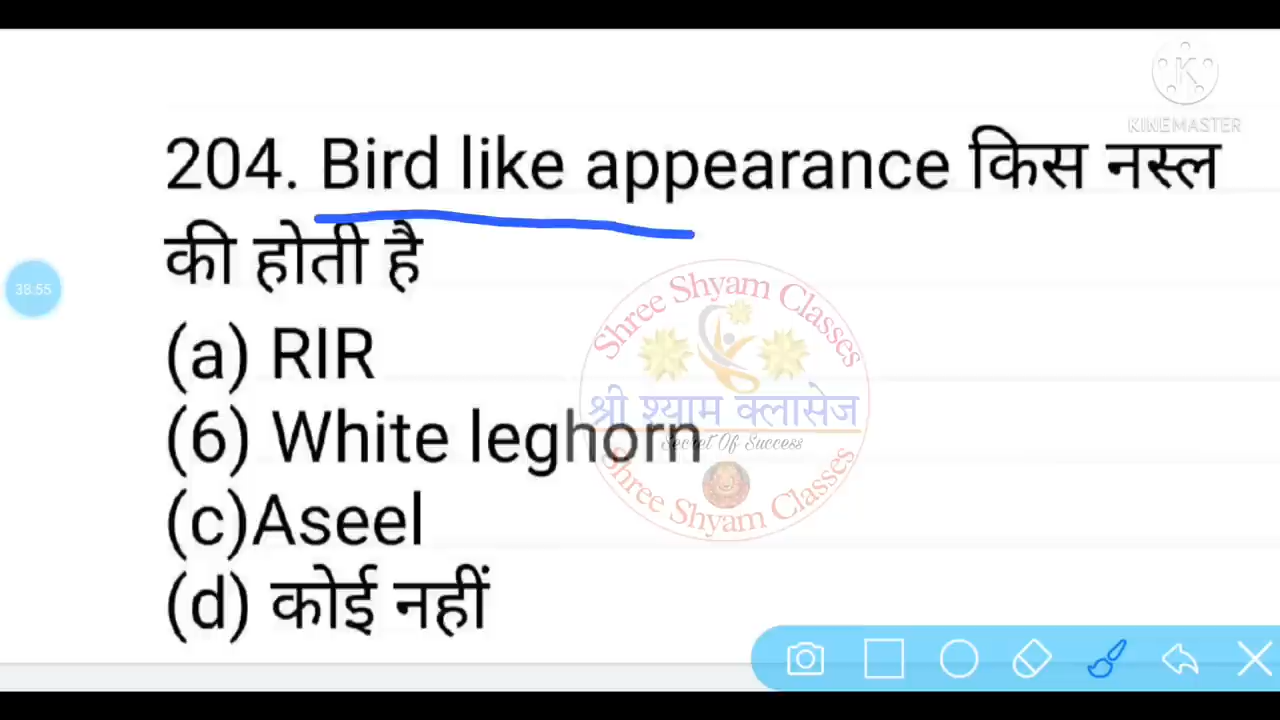 KINEMASTER
204. Bird like appearance किस नस्ल
की होती है
38:55
(a) RIR
(6) White leghorn
(c)Aseel
(d) कोई नहीं
Shree Shyam Classes
श्री श्याम क्लासेज
Secret Of Success
Shree Shyam Classes